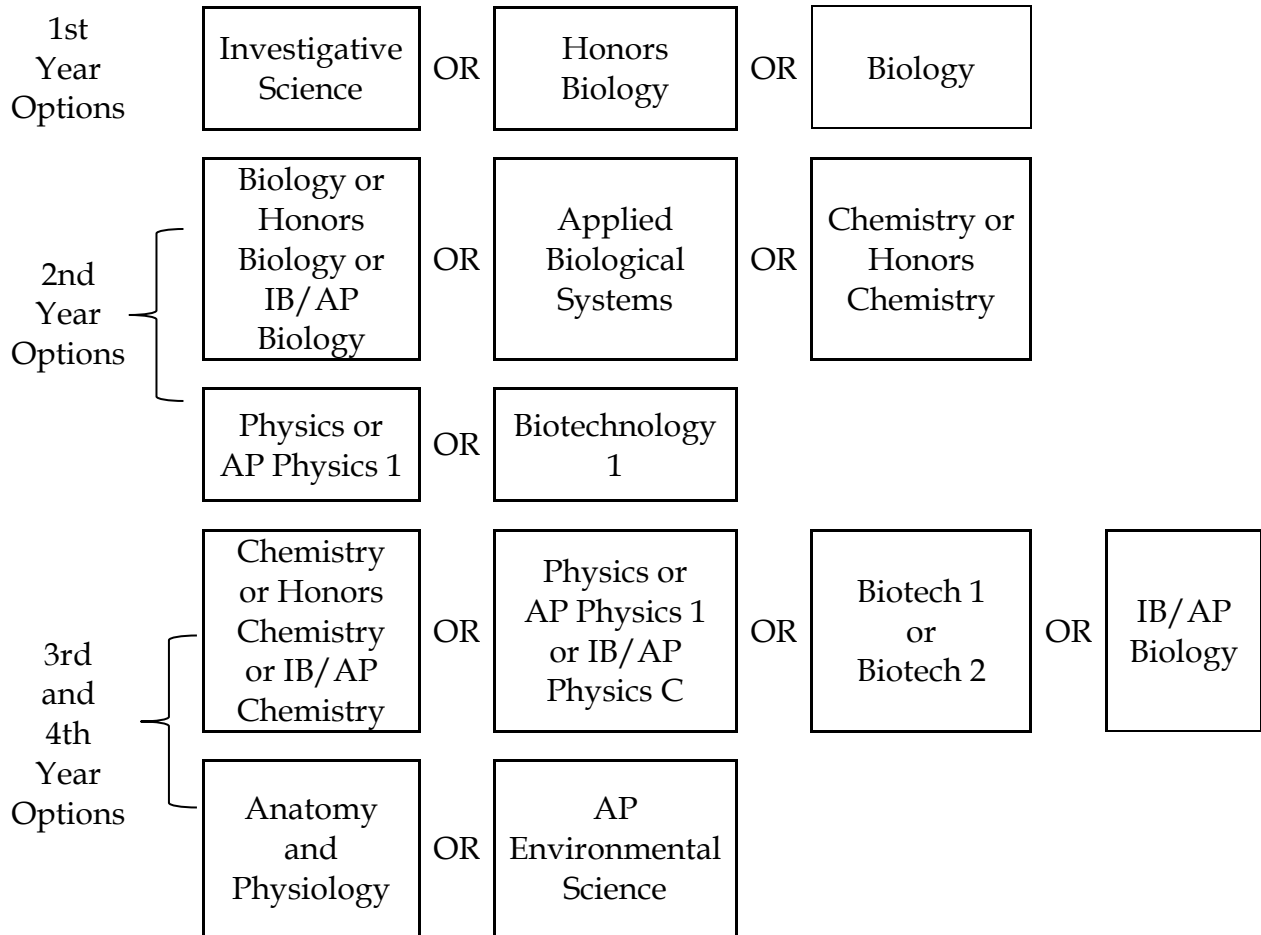 1st
Year
Options
Investigative
Science
OR
Honors
Biology
OR
Biology
2nd
Year
Options
Biology or
Honors
Biology or
IB/AP
Biology
OR
Applied
Biological
Systems
OR
Chemistry or
Honors
Chemistry
Physics or
AP Physics 1
OR
Biotechnology
1
3rd
and
4th
Year
Options
Chemistry
or Honors
Chemistry
or IB/AP
Chemistry
OR
Physics or
AP Physics 1
or IB/AP
Physics C
OR
Biotech 1
or
Biotech 2
OR
IB/AP
Biology
Anatomy
and
Physiology
OR
AP
Environmental
Science